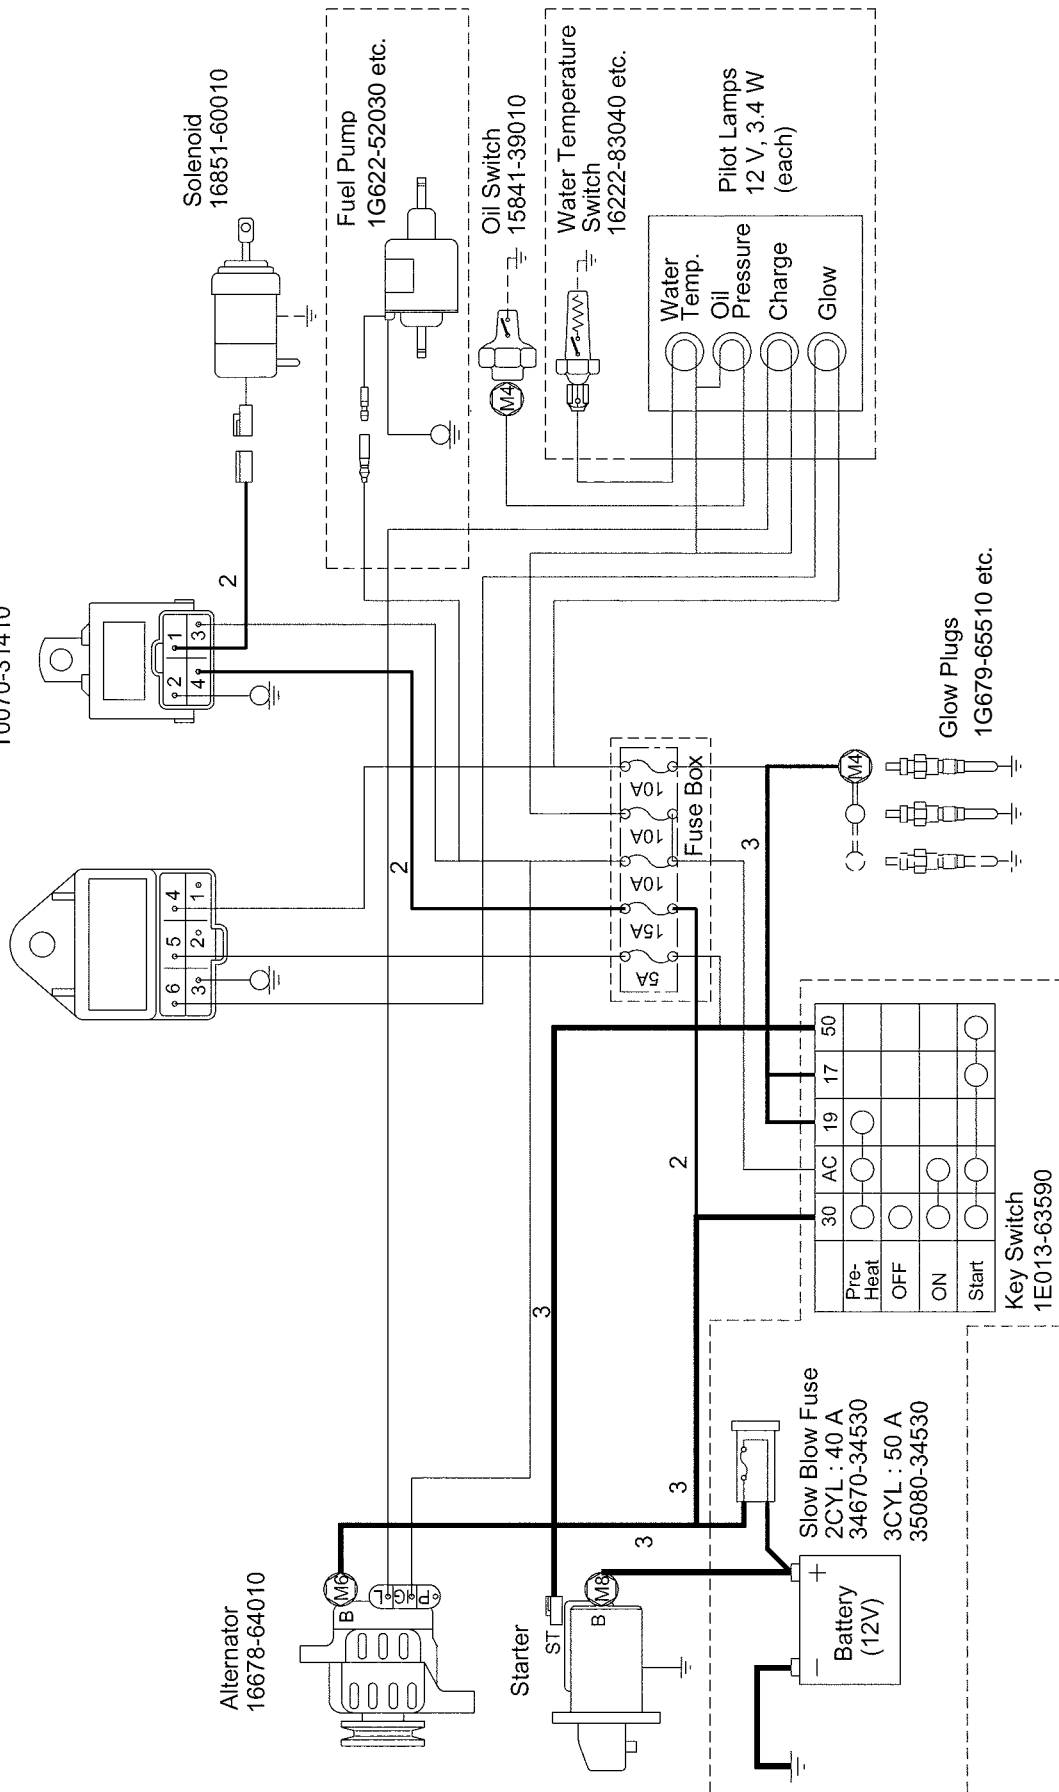 Solenoid
16851-60010
Fuel Pump
1G622-52030 etc.
Oil Switch
15841-39010
M4
Water Temperature
Switch
16222-83040 etc.
Pilot Lamps
12 V, 3.4 W
(each)
Water
Temp.
Oil
Pressure
Charge
Glow
2
1
2
3
4
2
6
5
4
3
2
1
10A
10A
10A
15A
5A
Fuse Box
3
M4
Glow Plugs
1G679-65510 etc.
30
AC
19
17
50
Pre-
Heat
OFF
ON
Start
Key Switch
1E013-63590
2
3
3
3
Alternator
16678-64010
M6
B
L
IG
P
Starter
ST
B
M8
Slow Blow Fuse
2CYL : 40 A
34670-34530
3CYL : 50 A
35080-34530
+
−
Battery
(12V)